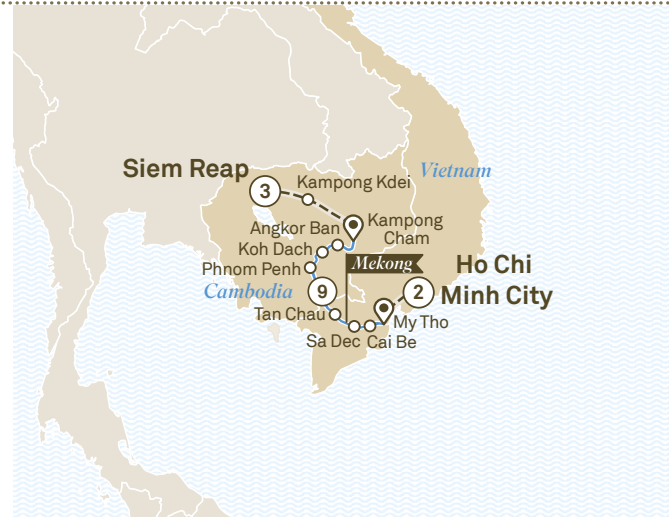 Siem Reap
3
Kampong Kdei
Vietnam
Angkor Ban
Kampong
Cham
Koh Dach
Phnom Penh
Mekong
Ho Chi
Minh City
Cambodia
9
2
Tan Chau
My Tho
Sa Dec
Cai Be